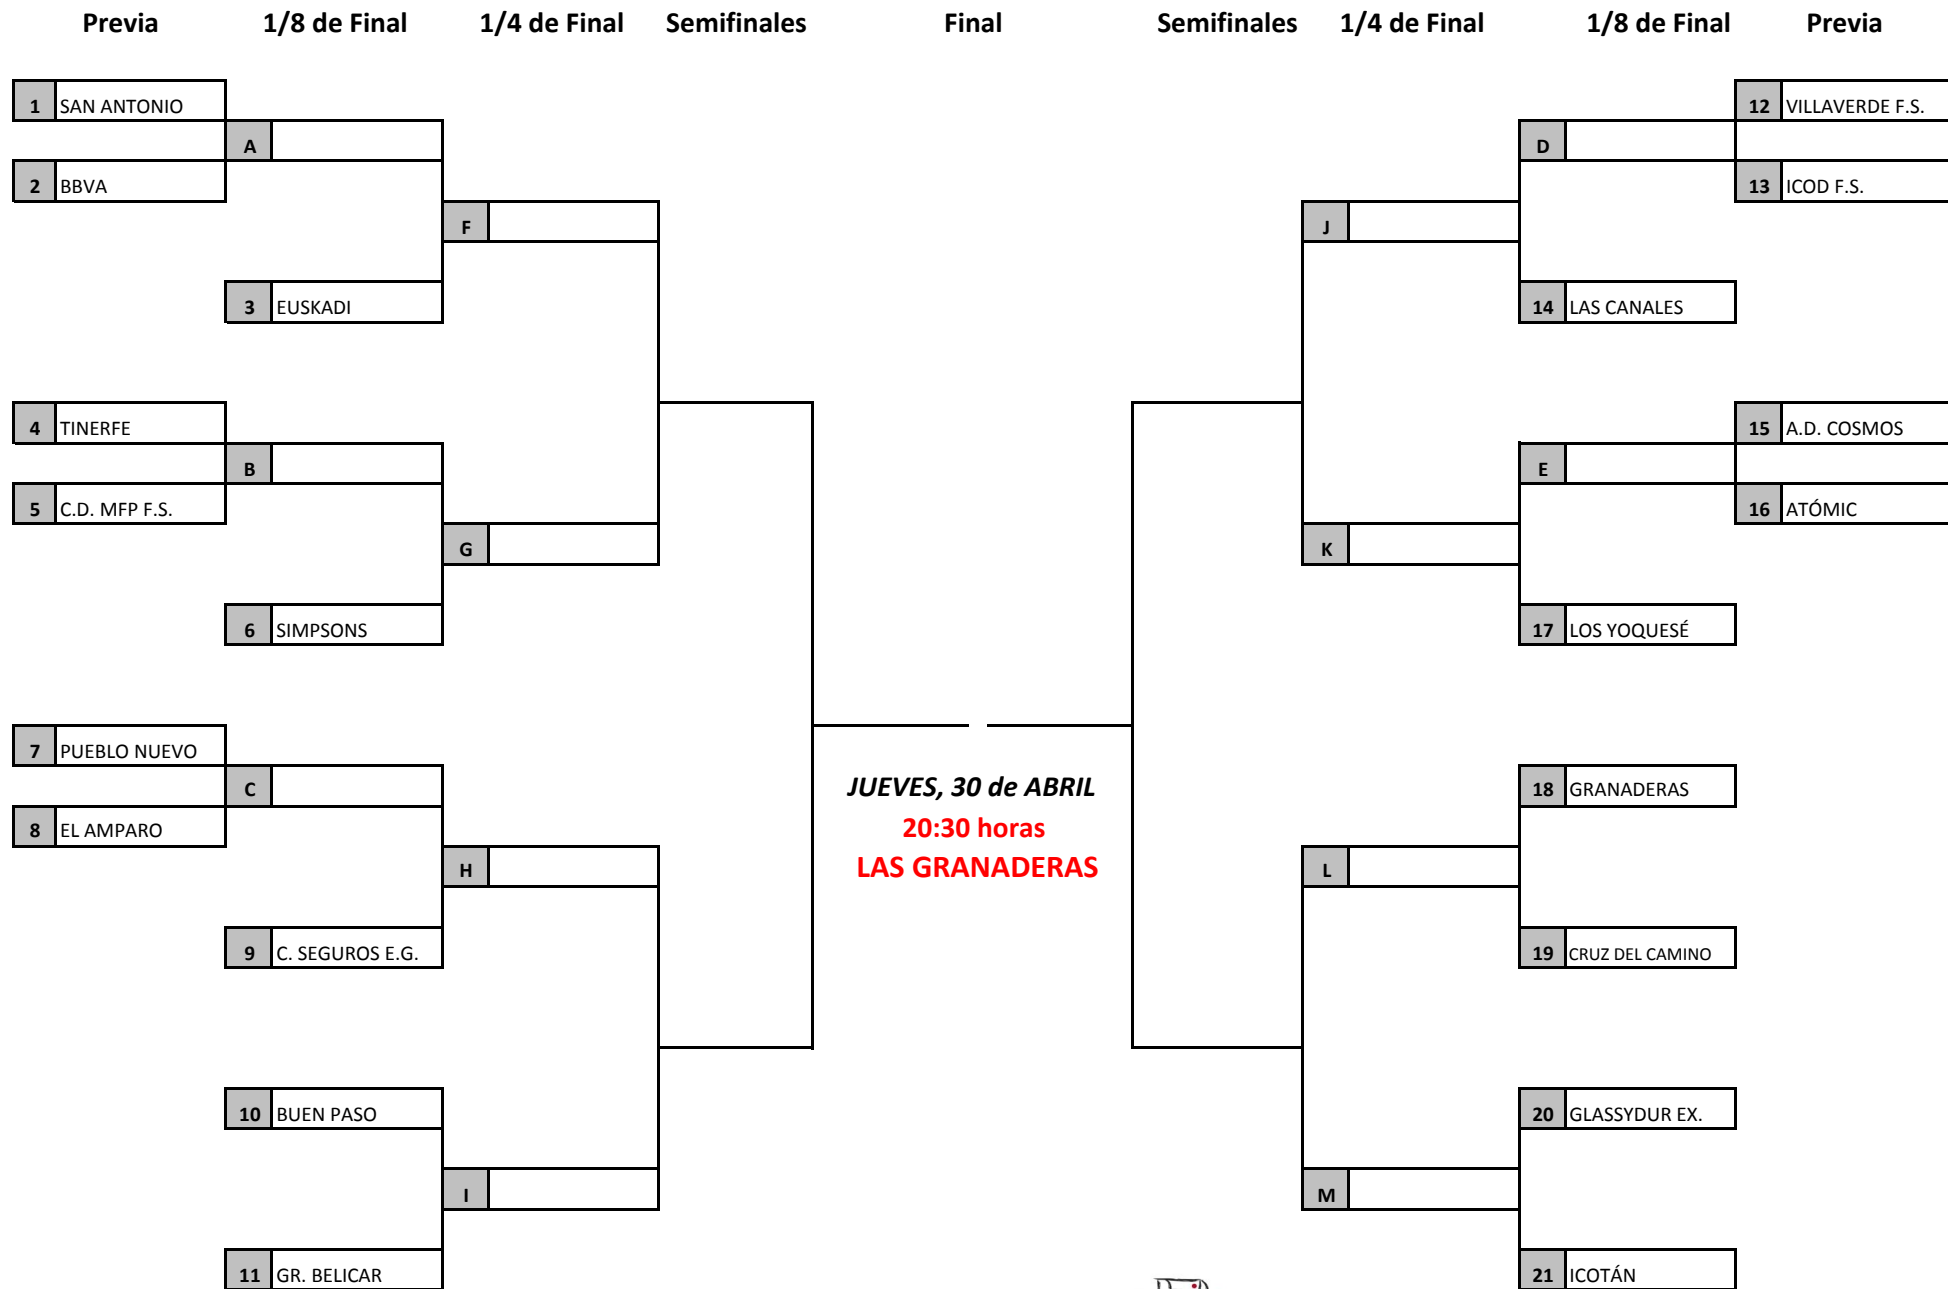 Previa 1/8 de Final 1/4 de Final Semifinales Final Semifinales 1/4 de Final 1/8 de Final Previa
1 SAN ANTONIO 12 VILLAVERDE F.S.
A D
2 BBVA 13 ICOD F.S.
F J
3 EUSKADI 14 LAS CANALES
4 TINERFE 15 A.D. COSMOS
B E
5 C.D. MFP F.S. 16 ATÓMIC
G K
6 SIMPSONS 17 LOS YOQUESÉ
7 PUEBLO NUEVO
C JUEVES, 30 de ABRIL 18 GRANADERAS
8 EL AMPARO 20:30 horas
H LAS GRANADERAS L
9 C. SEGUROS E.G. 19 CRUZ DEL CAMINO
10 BUEN PASO 20 GLASSYDUR EX.
I M
11 GR. BELICAR 21 ICOTÁN